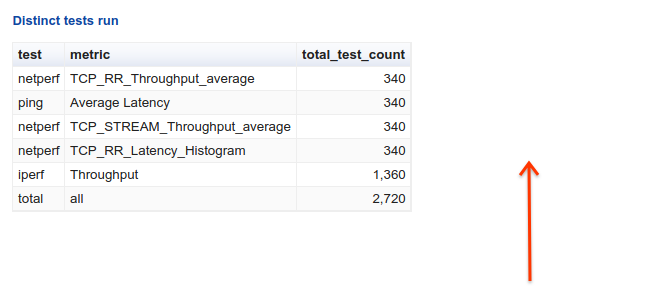 Distinct tests run
test metric total_test_count
netperf TCP_RR_Throughput_average 340
ping Average Latency 340
netperf TCP_STREAM_Throughput_average 340
netperf TCP_RR_Latency_Histogram 340
iperf Throughput 1,360
total all 2,720